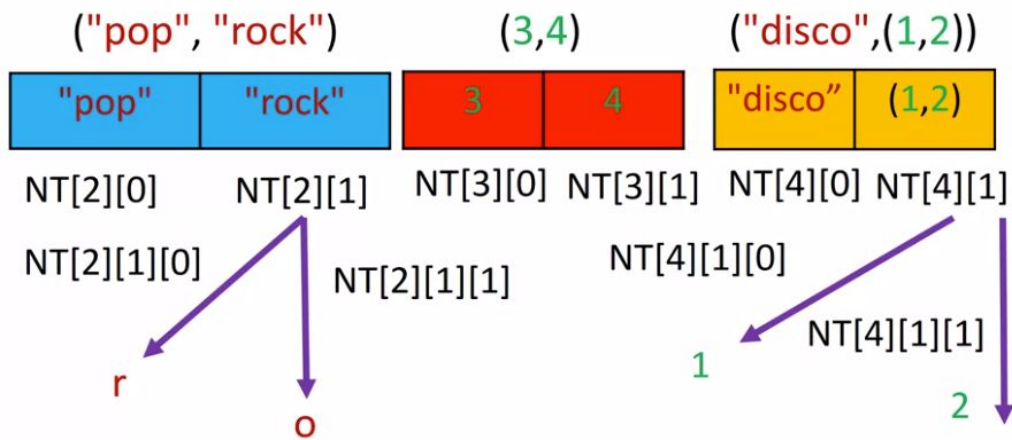 ("pop", "rock") (3,4) ("disco",(1,2))
"pop" "rock" 3 4 "disco” (1,2)
NT[2][0] NT[2][1] NT[3][0] NT[3][1] NT[4][0] NT[4][1]
NT[2][1][0] NT[2][1][1] NT[4][1][0]
NT[4][1][1]
r 1
o 2